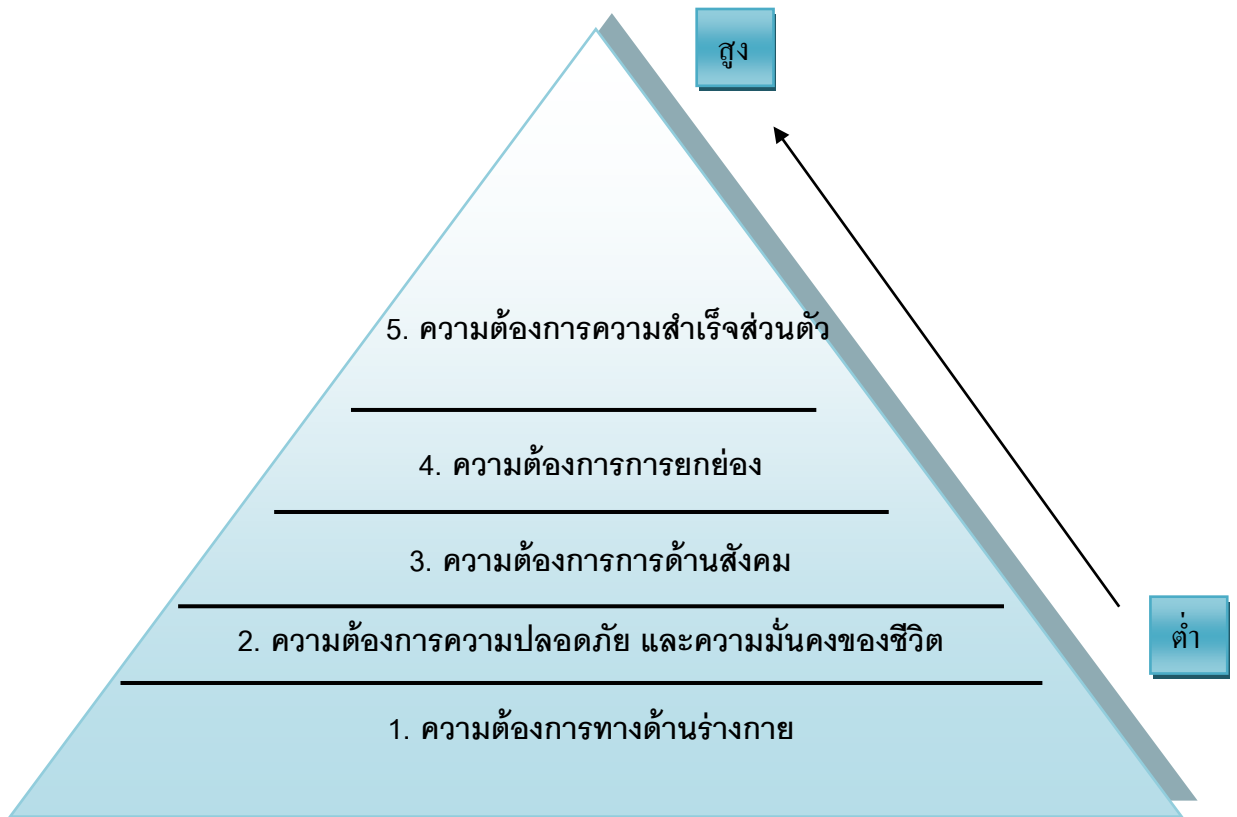 สูง
5. ความต้องการความสำเร็จส่วนตัว
4. ความต้องการการยกย่อง
3. ความต้องการการด้านสังคม
2. ความต้องการความปลอดภัย และความมั่นคงของชีวิต
ต่ำ
1. ความต้องการทางด้านร่างกาย